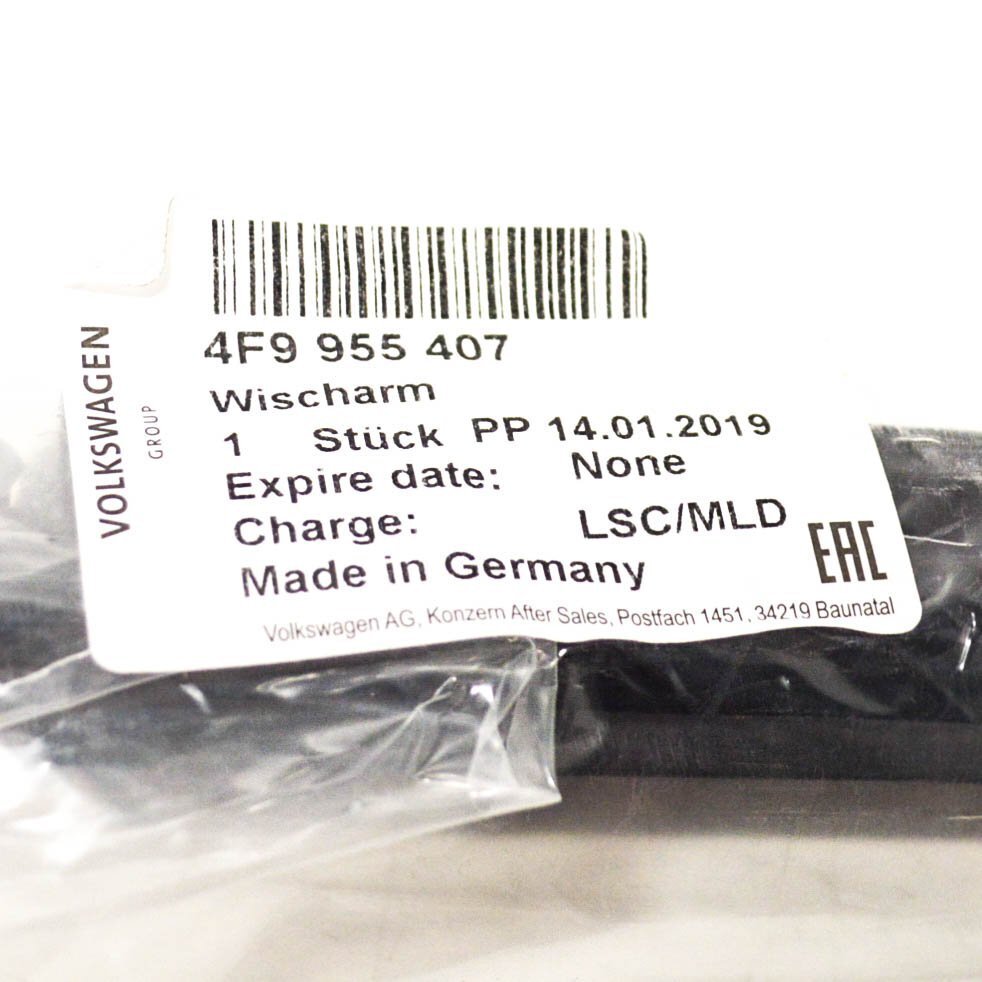 VOLKSWAGEN
GROUP
4F9 955 407
Wischarm
1 Stück PP 14.01.2019
Expire date: None
Charge: LSC/MLD
Made in Germany
EAC
Volkswagen AG, Konzern After Sales, Postfach 1451, 34219 Baunatal